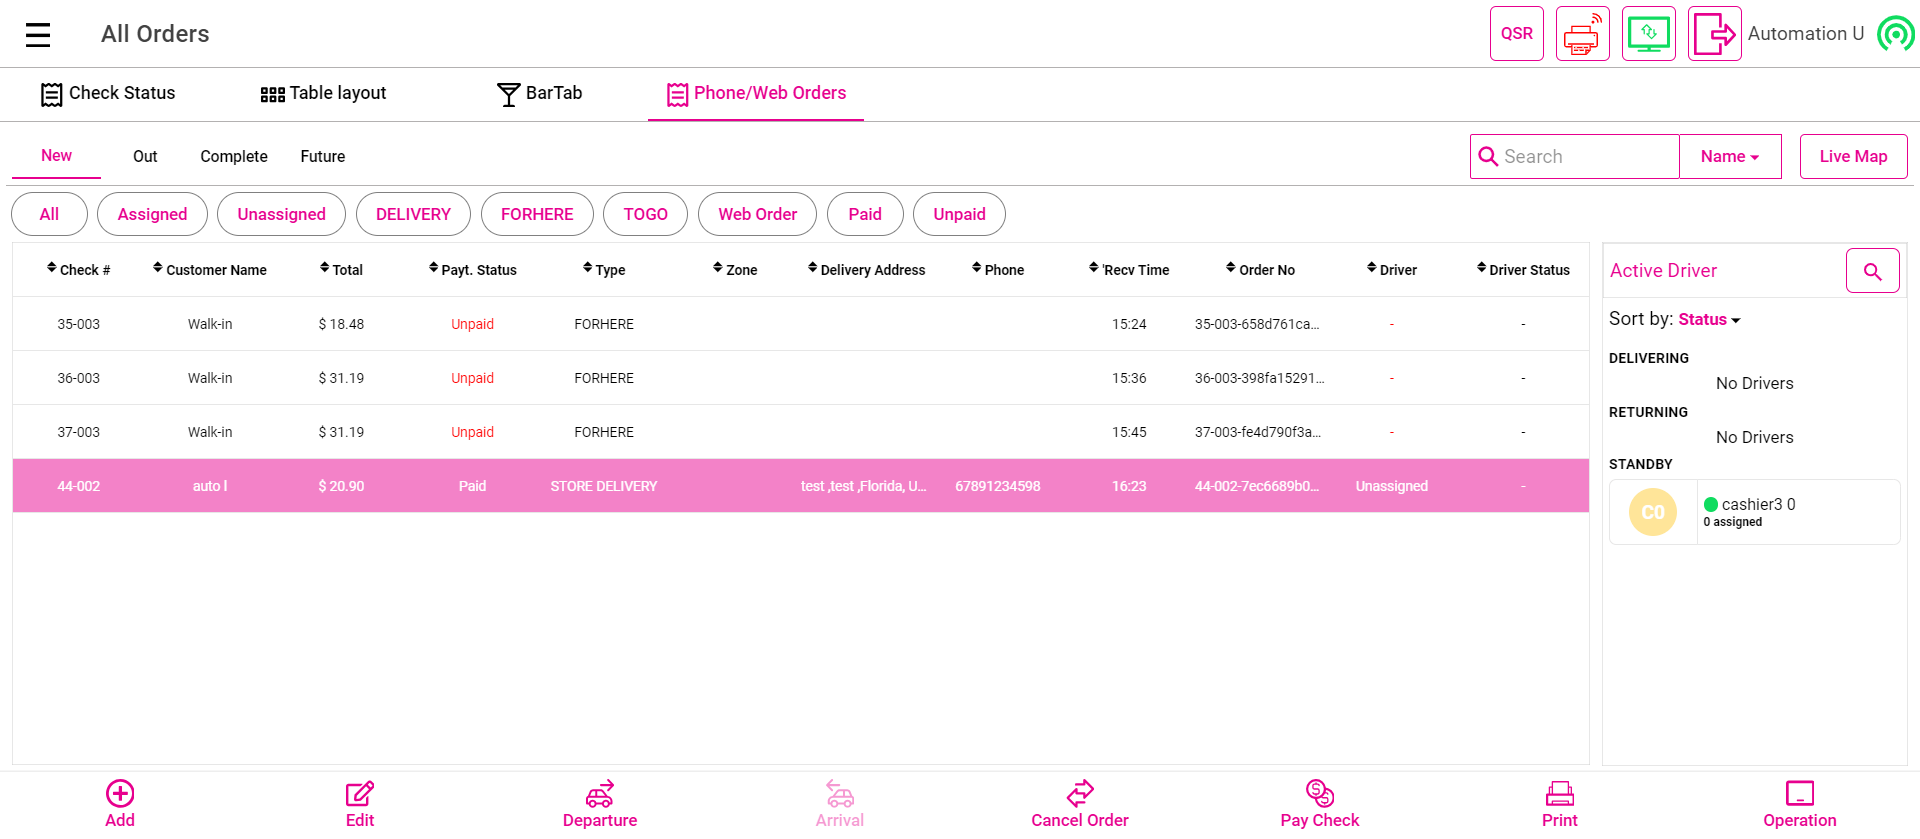 All Orders
QSR
Automation U
Check Status
Table layout
BarTab
Phone/Web Orders
New
Out
Complete
Future
Search
Name
Live Map
All
Assigned
Unassigned
DELIVERY
FORHERE
TOGO
Web Order
Paid
Unpaid
Check # Customer Name Total Payt. Status Type Zone Delivery Address Phone 'Recv Time Order No Driver Driver Status
35-003 Walk-in $ 18.48 Unpaid FORHERE 15:24 35-003-658d761ca... - -
36-003 Walk-in $ 31.19 Unpaid FORHERE 15:36 36-003-398fa15291... - -
37-003 Walk-in $ 31.19 Unpaid FORHERE 15:45 37-003-fe4d790f3a... - -
44-002 auto l $ 20.90 Paid STORE DELIVERY test ,test ,Florida, U... 67891234598 16:23 44-002-7ec6689b0... Unassigned -
Active Driver
Sort by: Status
DELIVERING
No Drivers
RETURNING
No Drivers
STANDBY
C0
cashier3 0
0 assigned
Add
Edit
Departure
Arrival
Cancel Order
Pay Check
Print
Operation